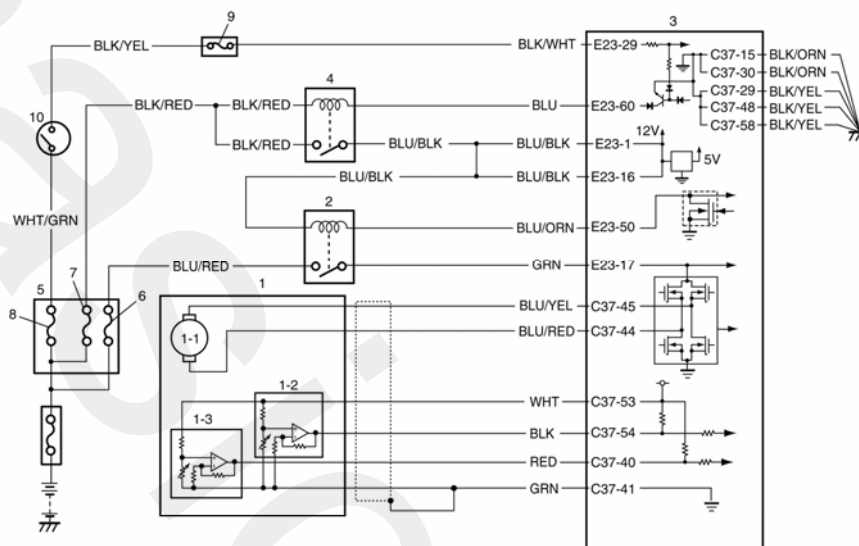 9
3
BLK/YEL
BLK/WHT
E23-29
C37-15
BLK/ORN
C37-30
BLK/ORN
4
C37-29
BLK/YEL
10
BLK/RED
BLK/RED
BLU
E23-60
C37-48
BLK/YEL
C37-58
BLK/YEL
12V
BLK/RED
BLU/BLK
BLU/BLK
E23-1
5V
BLU/BLK
BLU/BLK
E23-16
2
WHT/GRN
BLU/ORN
E23-50
BLU/RED
GRN
E23-17
5
7
6
1
8
BLU/YEL
C37-45
1-1
BLU/RED
C37-44
1-2
WHT
C37-53
1-3
BLK
C37-54
RED
C37-40
GRN
C37-41